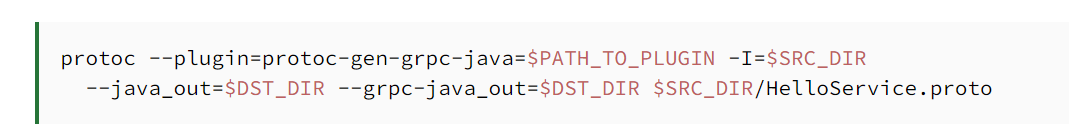 protoc --plugin=protoc-gen-grpc-java=$PATH_TO_PLUGIN -I=$SRC_DIR
--java_out=$DST_DIR --grpc-java_out=$DST_DIR $SRC_DIR/HelloService.proto